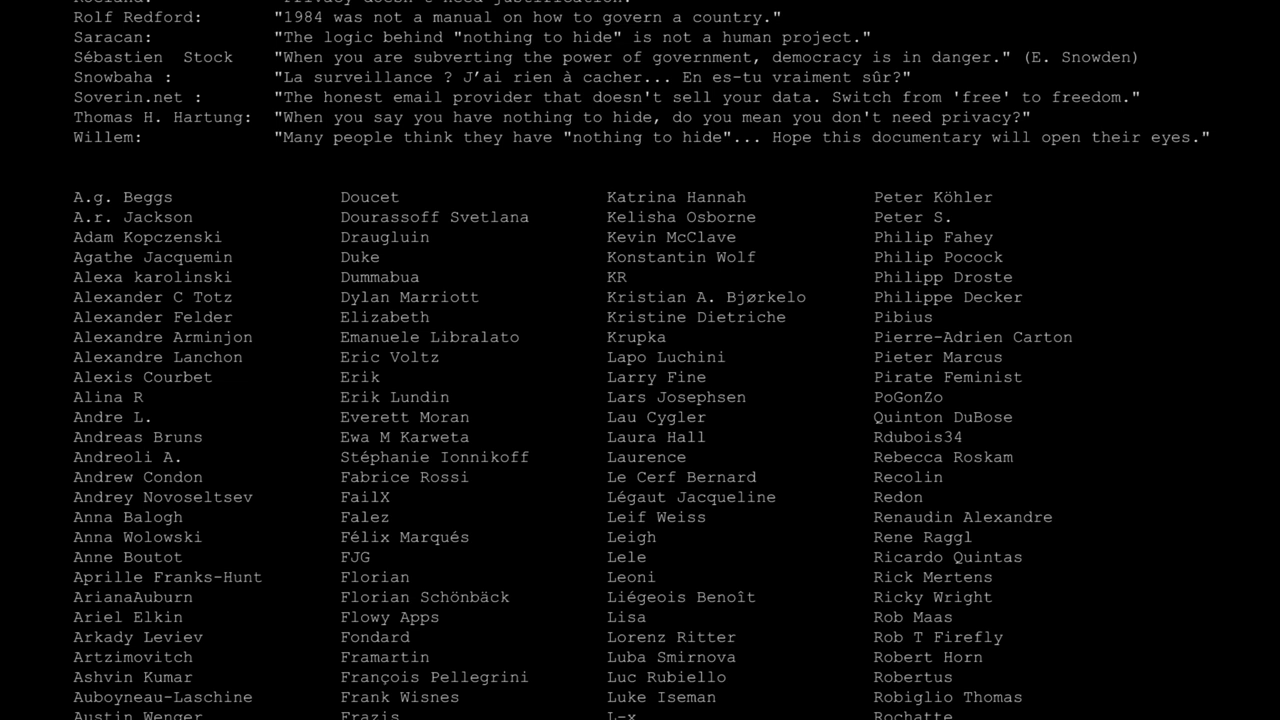 Rolf Redford: "1984 was not a manual on how to govern a country."
Saracan: "The logic behind "nothing to hide" is not a human project."
Sébastien Stock "When you are subverting the power of government, democracy is in danger." (E. Snowden)
Snowbaha : "La surveillance ? J’ai rien à cacher... En es-tu vraiment sûr?"
Soverin.net : "The honest email provider that doesn't sell your data. Switch from 'free' to freedom."
Thomas H. Hartung: "When you say you have nothing to hide, do you mean you don't need privacy?"
Willem: "Many people think they have "nothing to hide"... Hope this documentary will open their eyes."
A.g. Beggs Doucet Katrina Hannah Peter Köhler
A.r. Jackson Dourassoff Svetlana Kelisha Osborne Peter S.
Adam Kopczenski Draugluin Kevin McClave Philip Fahey
Agathe Jacquemin Duke Konstantin Wolf Philip Pocock
Alexa karolinski Dummabua KR Philipp Droste
Alexander C Totz Dylan Marriott Kristian A. Bjørkelo Philippe Decker
Alexander Felder Elizabeth Kristine Dietriche Pibius
Alexandre Arminjon Emanuele Libralato Krupka Pierre-Adrien Carton
Alexandre Lanchon Eric Voltz Lapo Luchini Pieter Marcus
Alexis Courbet Erik Larry Fine Pirate Feminist
Alina R Erik Lundin Lars Josephsen PoGonZo
Andre L. Everett Moran Lau Cygler Quinton DuBose
Andreas Bruns Ewa M Karweta Laura Hall Rdubois34
Andreoli A. Stéphanie Ionnikoff Laurence Rebecca Roskam
Andrew Condon Fabrice Rossi Le Cerf Bernard Recolin
Andrey Novoseltsev FailX Légaut Jacqueline Redon
Anna Balogh Falez Leif Weiss Renaudin Alexandre
Anna Wolowski Félix Marqués Leigh Rene Raggl
Anne Boutot FJG Lele Ricardo Quintas
Aprille Franks-Hunt Florian Leoni Rick Mertens
ArianaAuburn Florian Schönbäck Liégeois Benoît Ricky Wright
Ariel Elkin Flowy Apps Lisa Rob Maas
Arkady Leviev Fondard Lorenz Ritter Rob T Firefly
Artzimovitch Framartin Luba Smirnova Robert Horn
Ashvin Kumar François Pellegrini Luc Rubiello Robertus
Auboyneau-Laschine Frank Wisnes Luke Iseman Robiglio Thomas
Austin Wenger Frazis L-x Rochatte